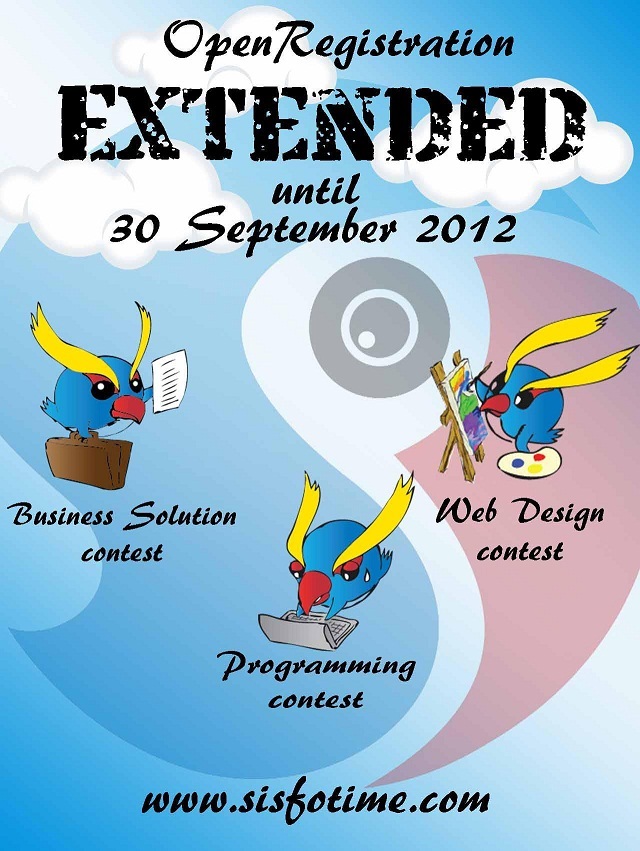 OpenRegistration
EXTENDED
until
30 September 2012
Business Solution
contest
Web Design
contest
Programming
contest
www.sisfotime.com